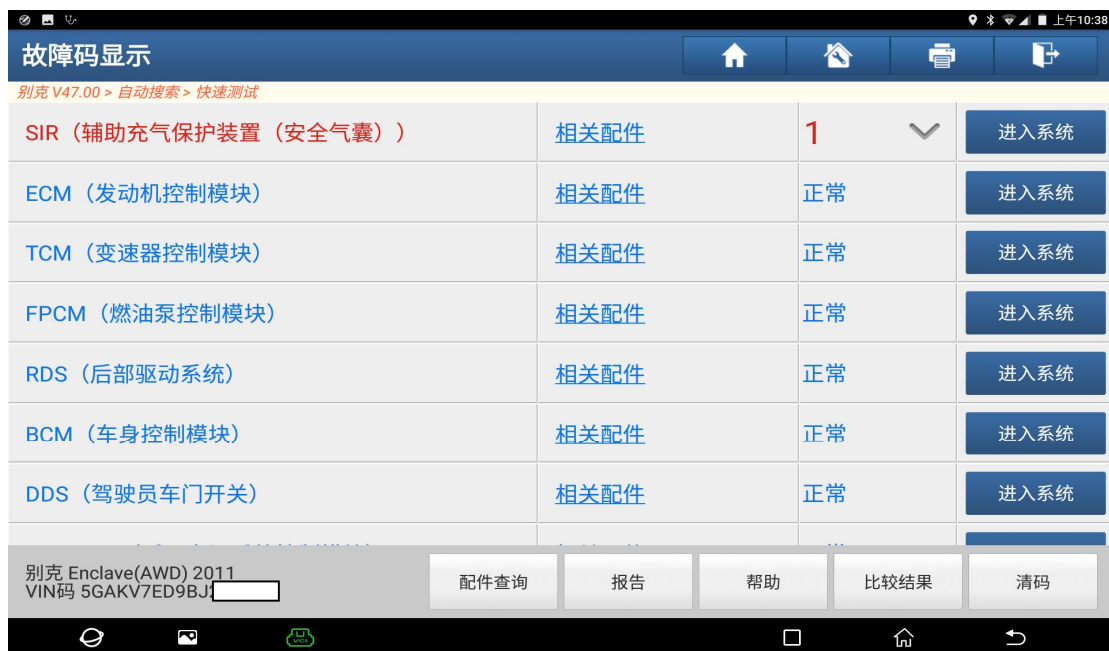 上午10:38
故障码显示
别克 V47.00 > 自动搜索 > 快速测试
SIR（辅助充气保护装置（安全气囊）） 相关配件 1 进入系统
ECM（发动机控制模块） 相关配件 正常 进入系统
TCM（变速器控制模块） 相关配件 正常 进入系统
FPCM（燃油泵控制模块） 相关配件 正常 进入系统
RDS（后部驱动系统） 相关配件 正常 进入系统
BCM（车身控制模块） 相关配件 正常 进入系统
DDS（驾驶员车门开关） 相关配件 正常 进入系统
别克 Enclave(AWD) 2011
VIN码 5GAKV7ED9BJ
配件查询 报告 帮助 比较结果 清码
VCI